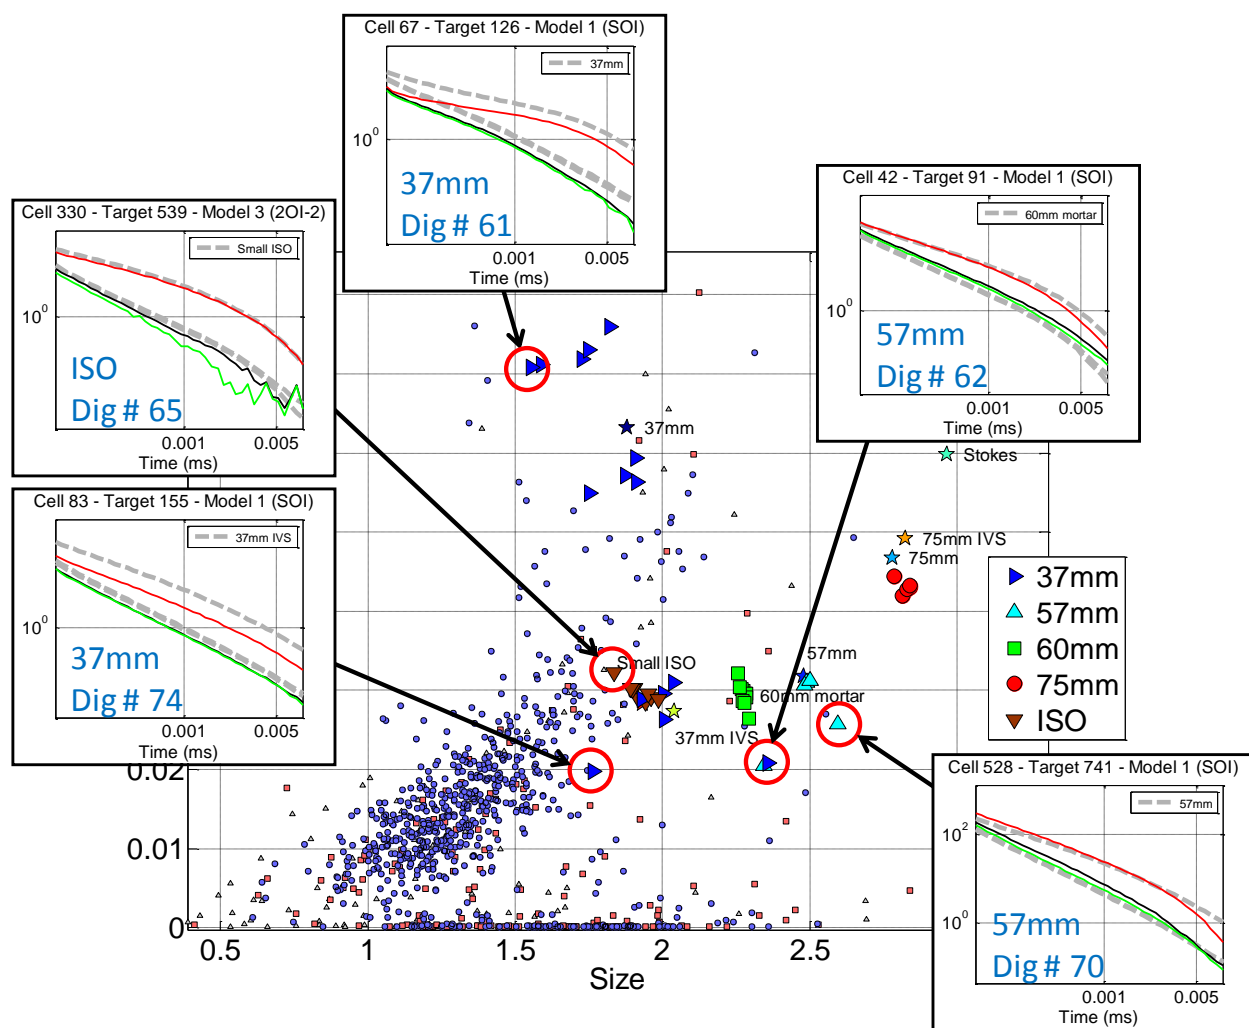 Cell 67 - Target 126 - Model 1 (SOI)
37mm
10^0
37mm
Dig # 61
0.001
0.005
Time (ms)
Cell 330 - Target 539 - Model 3 (2OI-2)
Small ISO
10^0
ISO
Dig # 65
0.001
0.005
Time (ms)
Cell 42 - Target 91 - Model 1 (SOI)
60mm mortar
10^0
57mm
Dig # 62
0.001
0.005
Time (ms)
Cell 83 - Target 155 - Model 1 (SOI)
37mm IVS
10^0
37mm
Dig # 74
0.001
0.005
Time (ms)
37mm
Stokes
75mm IVS
75mm
Small ISO
57mm
60mm mortar
37mm IVS
37mm
57mm
60mm
75mm
ISO
Cell 528 - Target 741 - Model 1 (SOI)
57mm
10^2
10^0
57mm
Dig # 70
0.001
0.005
Time (ms)
0.02
0.01
0
0.5
1
1.5
2
2.5
Size